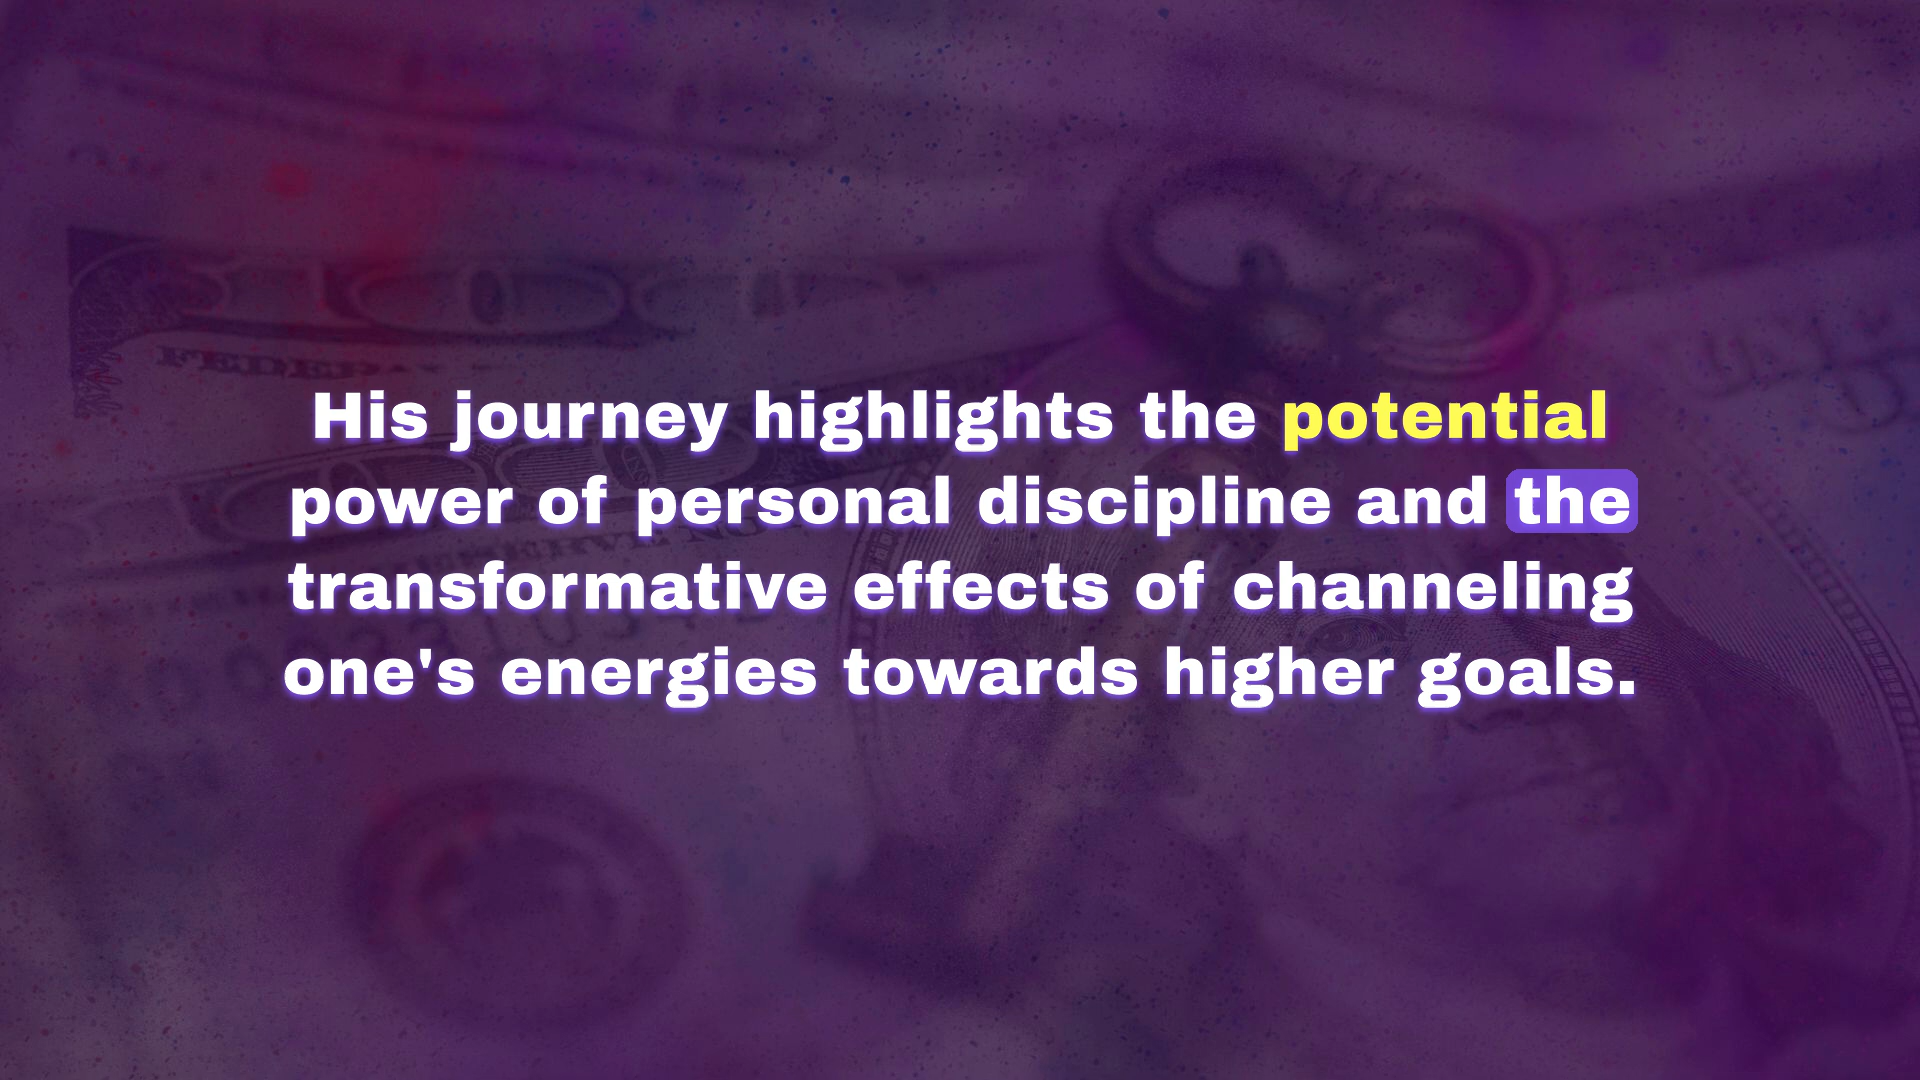 His journey highlights the potential
power of personal discipline and the
transformative effects of channeling
one's energies towards higher goals.